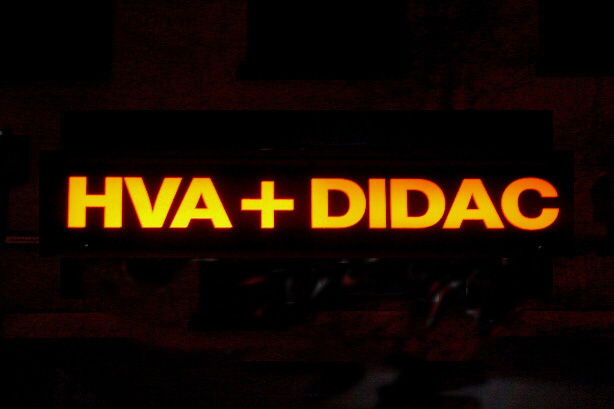 HVA + DIDAC